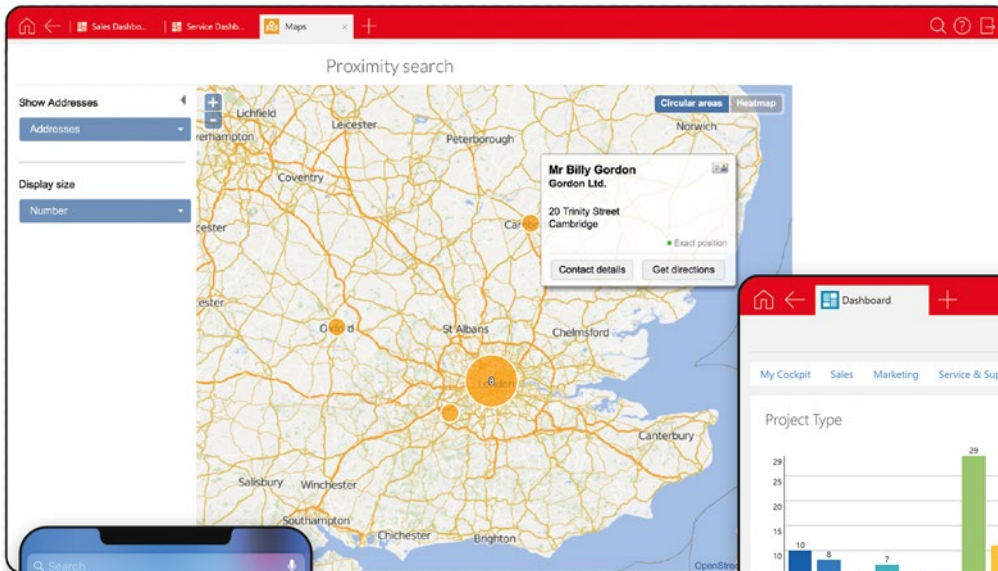 Sales Dashbo...
Service Dashb...
Maps
Proximity search
Show Addresses
Addresses
Display size
Number
Circular areas
Heatmap
Lichfield
Leicester
Peterborough
Norwich
Coventry
Mr Billy Gordon
Gordon Ltd.
20 Trinity Street
Cambridge
Exact position
Contact details
Get directions
Oxford
St Albans
Chelmsford
London
Canterbury
Salisbury
Winchester
Southampton
Chichester
Brighton
Search
Dashboard
My Cockpit
Sales
Marketing
Service & Sup
Project Type
29
29
25
20
15
10
10
8
7